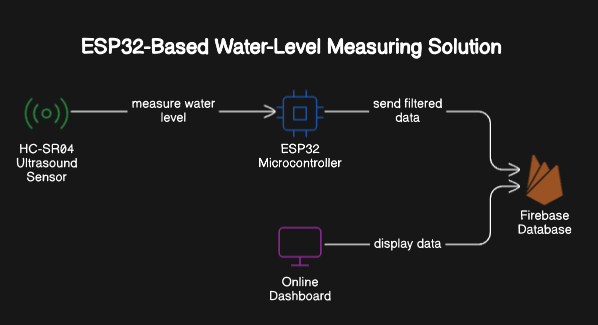 ESP32-Based Water-Level Measuring Solution
measure water
level
send filtered
data
HC-SR04
Ultrasound
Sensor
ESP32
Microcontroller
Firebase
Database
display data
Online
Dashboard